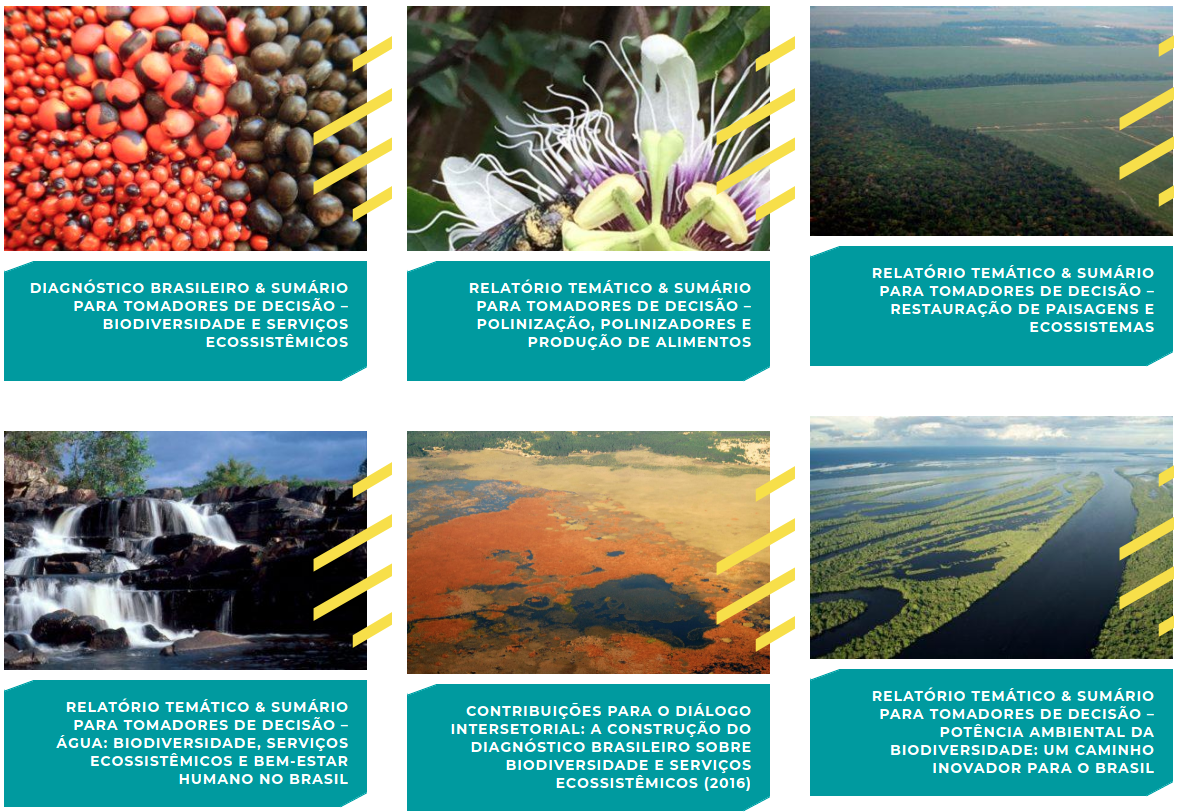 DIAGNÓSTICO BRASILEIRO & SUMÁRIO
PARA TOMADORES DE DECISÃO –
BIODIVERSIDADE E SERVIÇOS
ECOSSISTÊMICOS
RELATÓRIO TEMÁTICO & SUMÁRIO
PARA TOMADORES DE DECISÃO –
POLINIZAÇÃO, POLINIZADORES E
PRODUÇÃO DE ALIMENTOS
RELATÓRIO TEMÁTICO & SUMÁRIO
PARA TOMADORES DE DECISÃO –
RESTAURAÇÃO DE PAISAGENS E
ECOSSISTEMAS
RELATÓRIO TEMÁTICO & SUMÁRIO
PARA TOMADORES DE DECISÃO –
ÁGUA: BIODIVERSIDADE, SERVIÇOS
ECOSSISTÊMICOS E BEM-ESTAR
HUMANO NO BRASIL
CONTRIBUIÇÕES PARA O DIÁLOGO
INTERSETORIAL: A CONSTRUÇÃO DO
DIAGNÓSTICO BRASILEIRO SOBRE
BIODIVERSIDADE E SERVIÇOS
ECOSSISTÊMICOS (2016)
RELATÓRIO TEMÁTICO & SUMÁRIO
PARA TOMADORES DE DECISÃO –
POTÊNCIA AMBIENTAL DA
BIODIVERSIDADE: UM CAMINHO
INOVADOR PARA O BRASIL